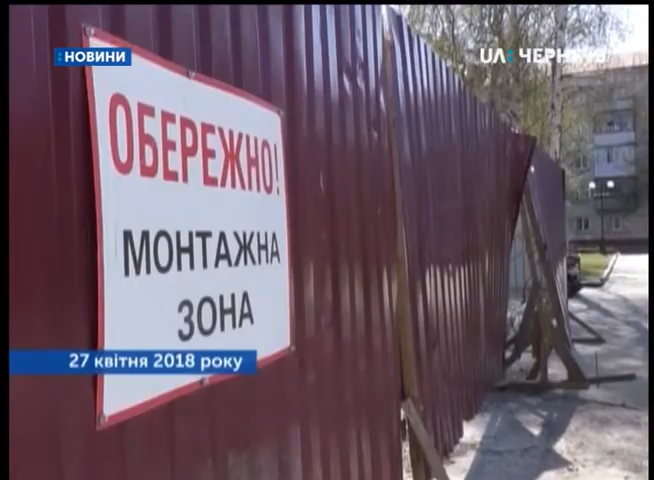 :НОВИНИ
UA: ЧЕРНІГІВ
ОБЕРЕЖНО!
МОНТАЖНА
ЗОНА
27 квітня 2018 року